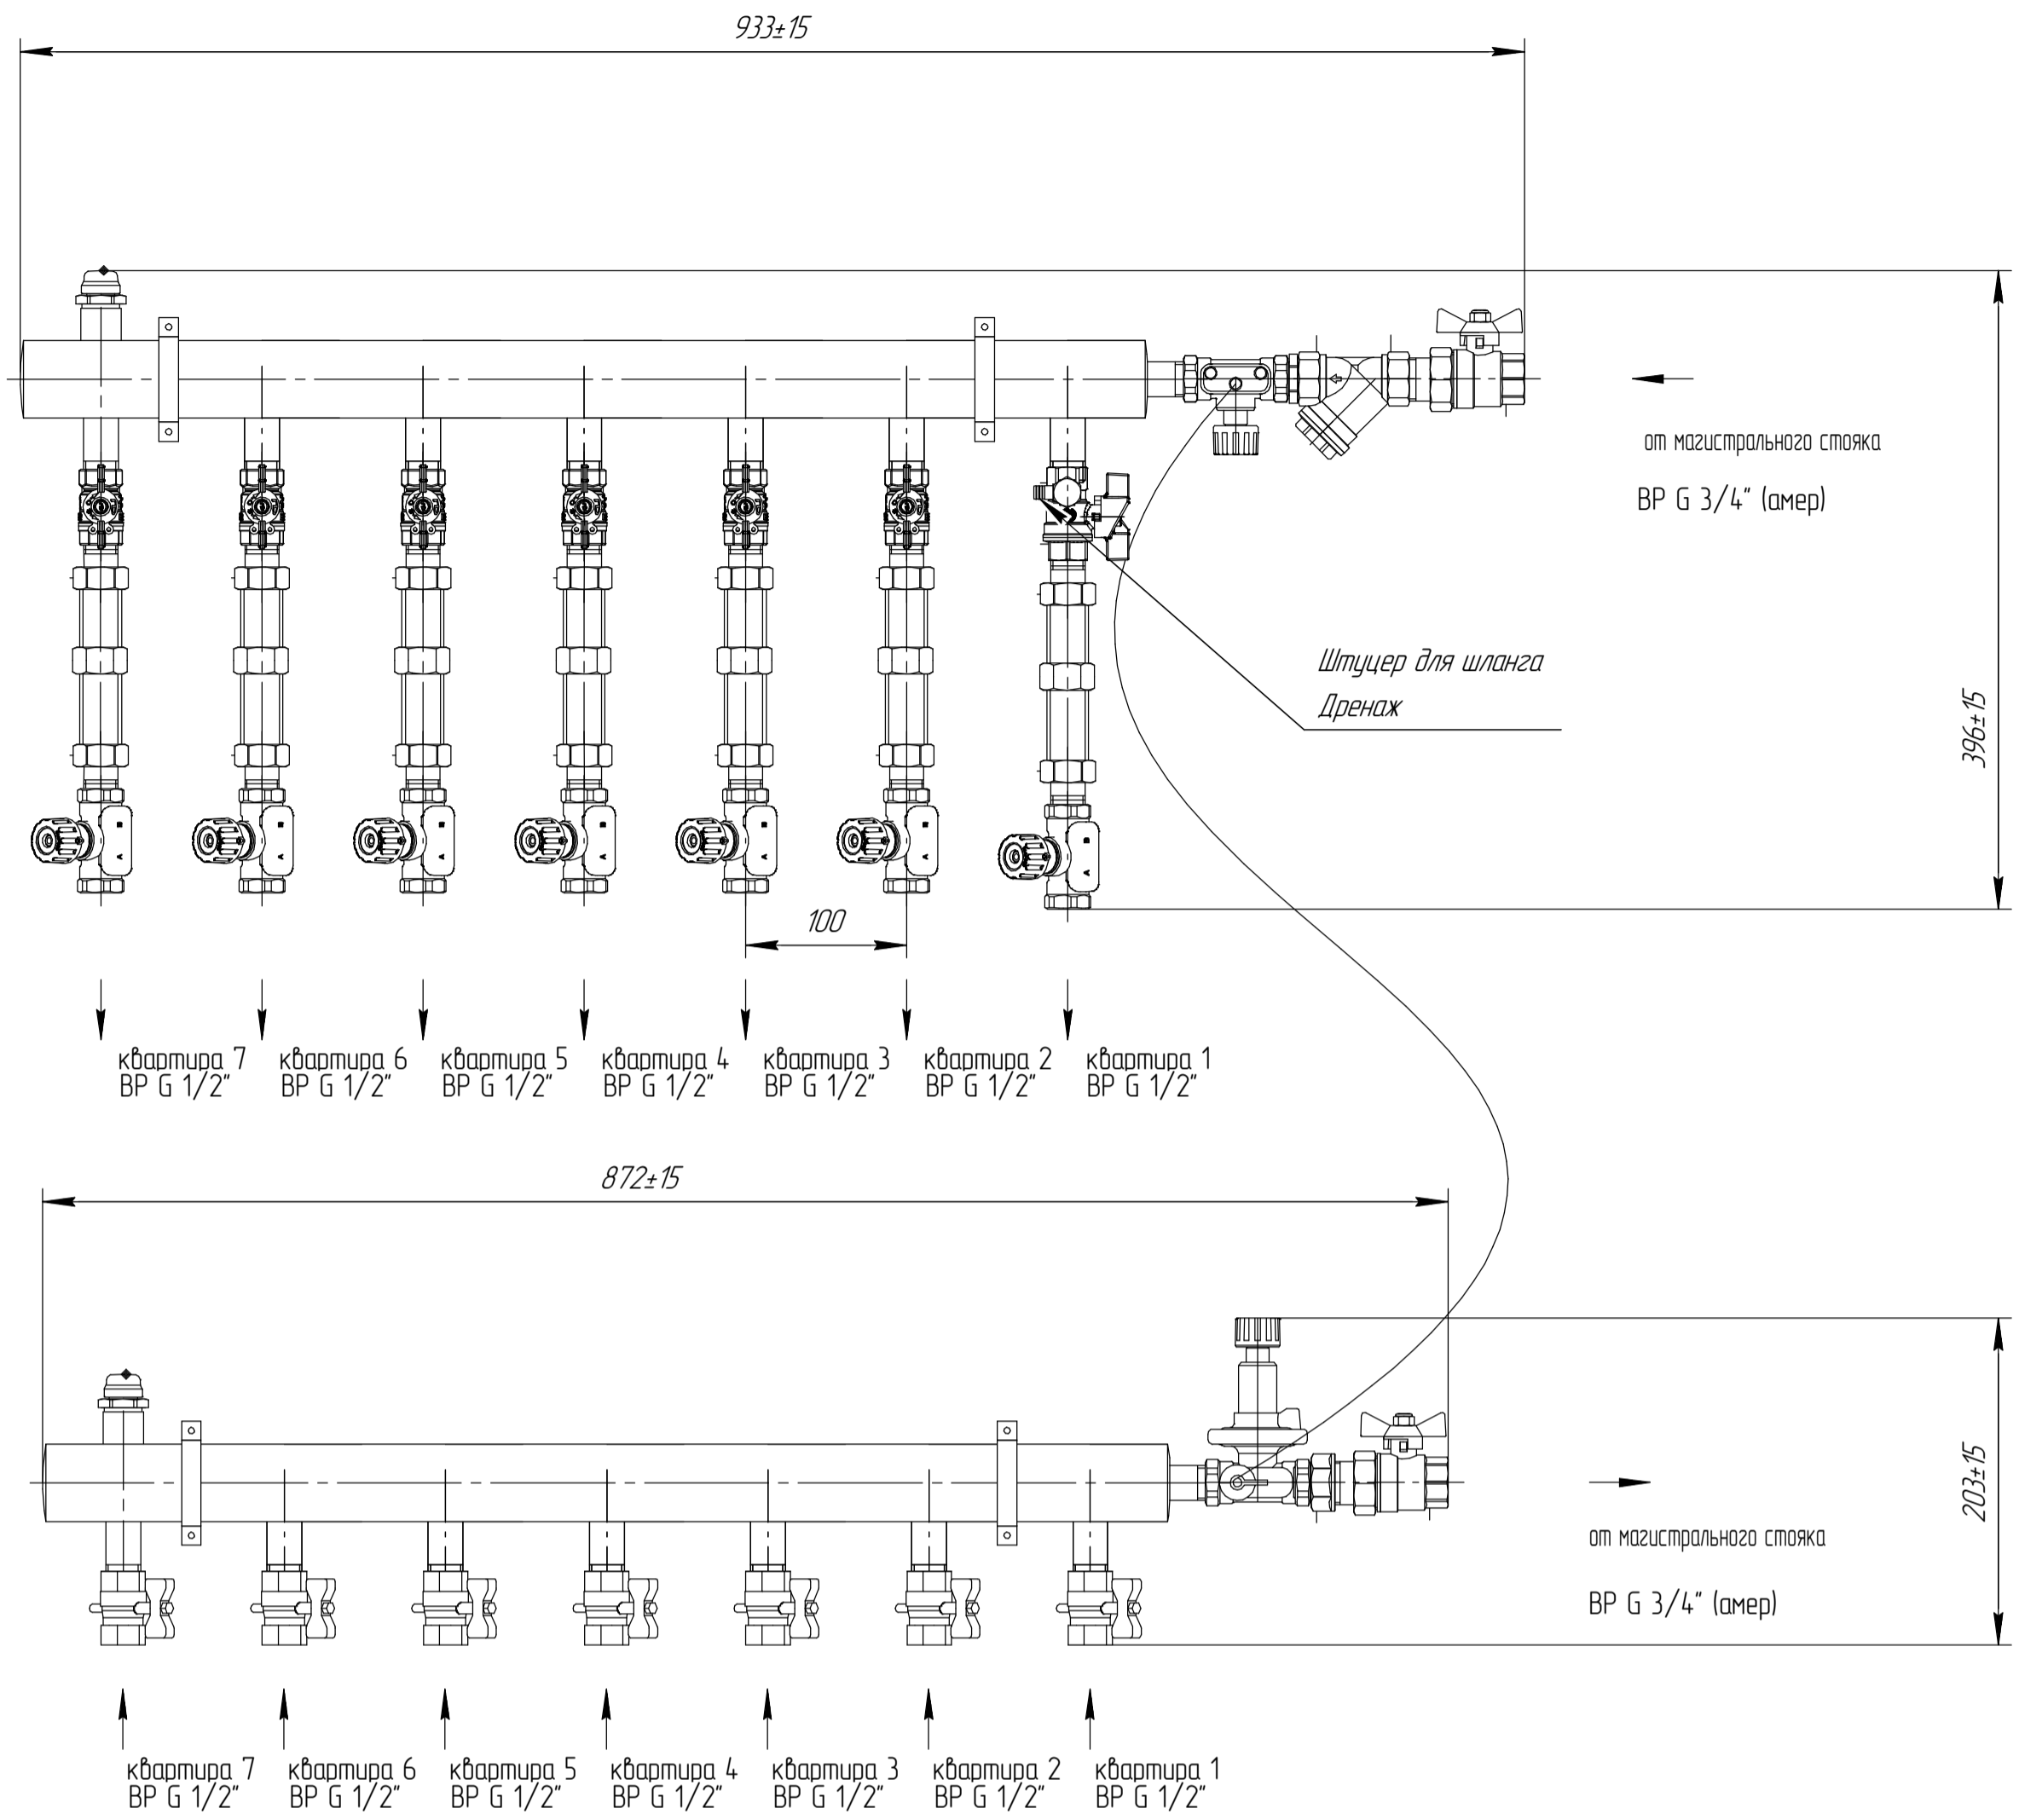 933±15
от магистрального стояка
ВР G 3/4" (амер)
Штуцер для шланга
Дренаж
396±15
100
квартира 7
ВР G 1/2"
квартира 6
ВР G 1/2"
квартира 5
ВР G 1/2"
квартира 4
ВР G 1/2"
квартира 3
ВР G 1/2"
квартира 2
ВР G 1/2"
квартира 1
ВР G 1/2"
872±15
203±15
от магистрального стояка
ВР G 3/4" (амер)
квартира 7
ВР G 1/2"
квартира 6
ВР G 1/2"
квартира 5
ВР G 1/2"
квартира 4
ВР G 1/2"
квартира 3
ВР G 1/2"
квартира 2
ВР G 1/2"
квартира 1
ВР G 1/2"